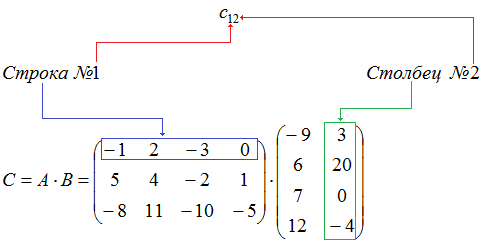 c₁₂
Строка №1 Столбец №2
−9 3
−1 2 −3 0 6 20
C = A · B = 5 4 −2 1 · 7 0
−8 11 −10 −5 12 −4